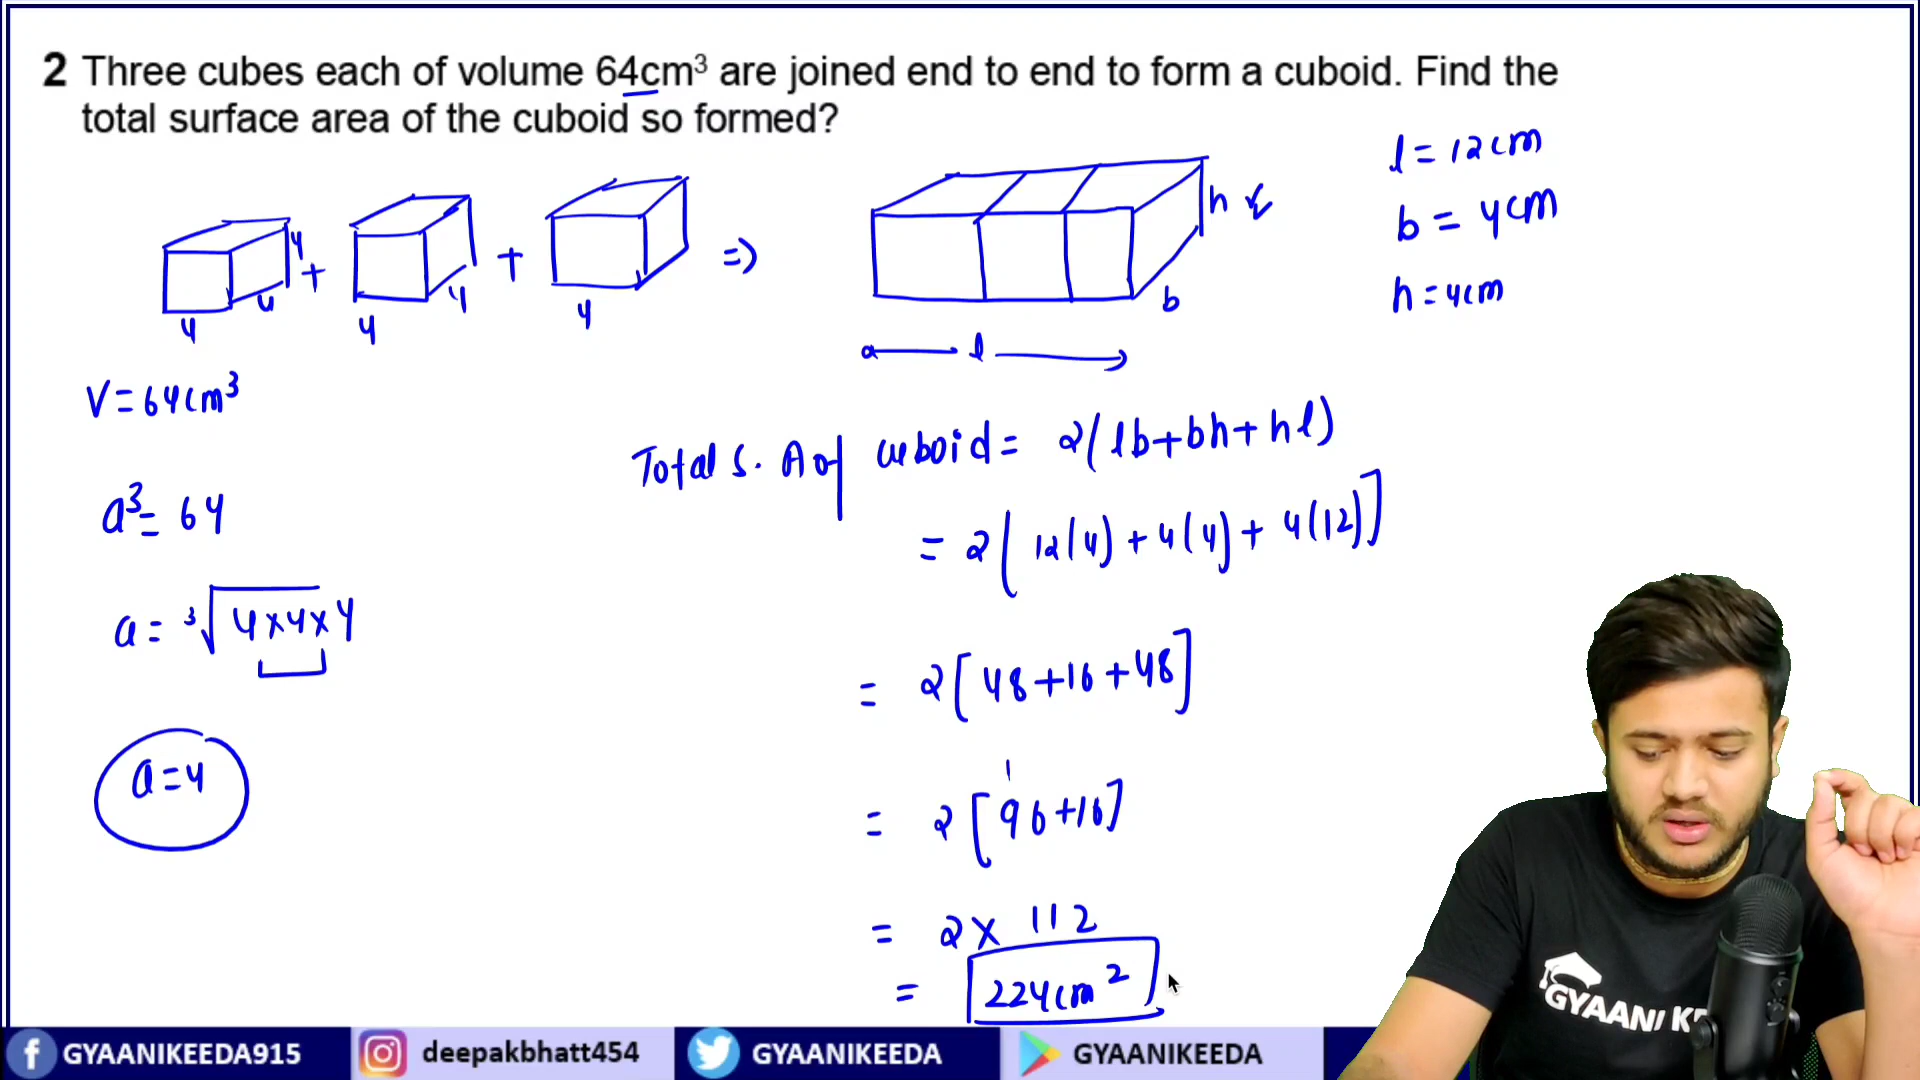 2 Three cubes each of volume 64cm³ are joined end to end to form a cuboid. Find the
total surface area of the cuboid so formed?
l = 12cm
b = 4cm
h = 4cm
4 4 4 + 4 4 + 4 =>
h
b
l
V = 64cm³
a³ = 64
a = ³√4×4×4
a = 4
Total S. A of cuboid = 2(lb+bh+hl)
= 2[12(4) + 4(4) + 4(12)]
= 2[48+16+48]
1
= 2[96+16]
= 2 × 112
= 224cm²
GYAANI KE
f GYAANIKEEDA915
deepakbhatt454
GYAANIKEEDA
GYAANIKEEDA